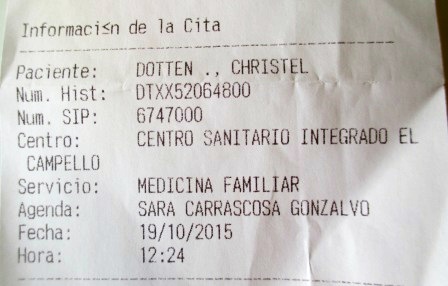 Informaci≤n de la Cita
Paciente: DOTTEN ., CHRISTEL
Num. Hist: DTXX52064800
Num. SIP: 6747000
Centro: CENTRO SANITARIO INTEGRADO EL
CAMPELLO
Servicio: MEDICINA FAMILIAR
Agenda: SARA CARRASCOSA GONZALVO
Fecha: 19/10/2015
Hora: 12:24